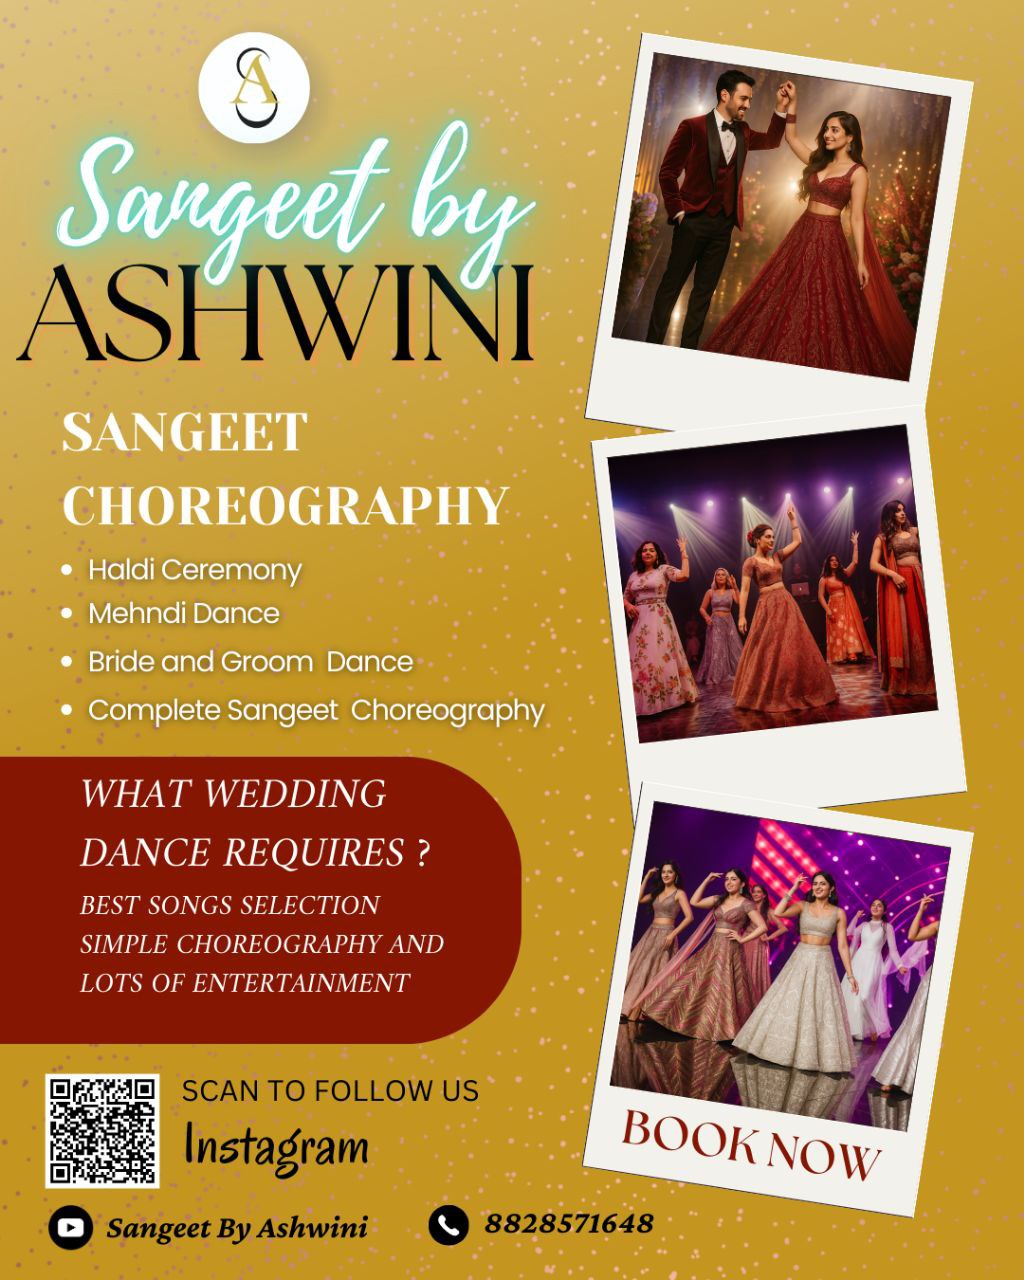 SA
Sangeet by
ASHWINI
SANGEET
CHOREOGRAPHY
Haldi Ceremony
Mehndi Dance
Bride and Groom Dance
Complete Sangeet Choreography
WHAT WEDDING
DANCE REQUIRES ?
BEST SONGS SELECTION
SIMPLE CHOREOGRAPHY AND
LOTS OF ENTERTAINMENT
SCAN TO FOLLOW US
Instagram
Sangeet By Ashwini
8828571648
BOOK NOW